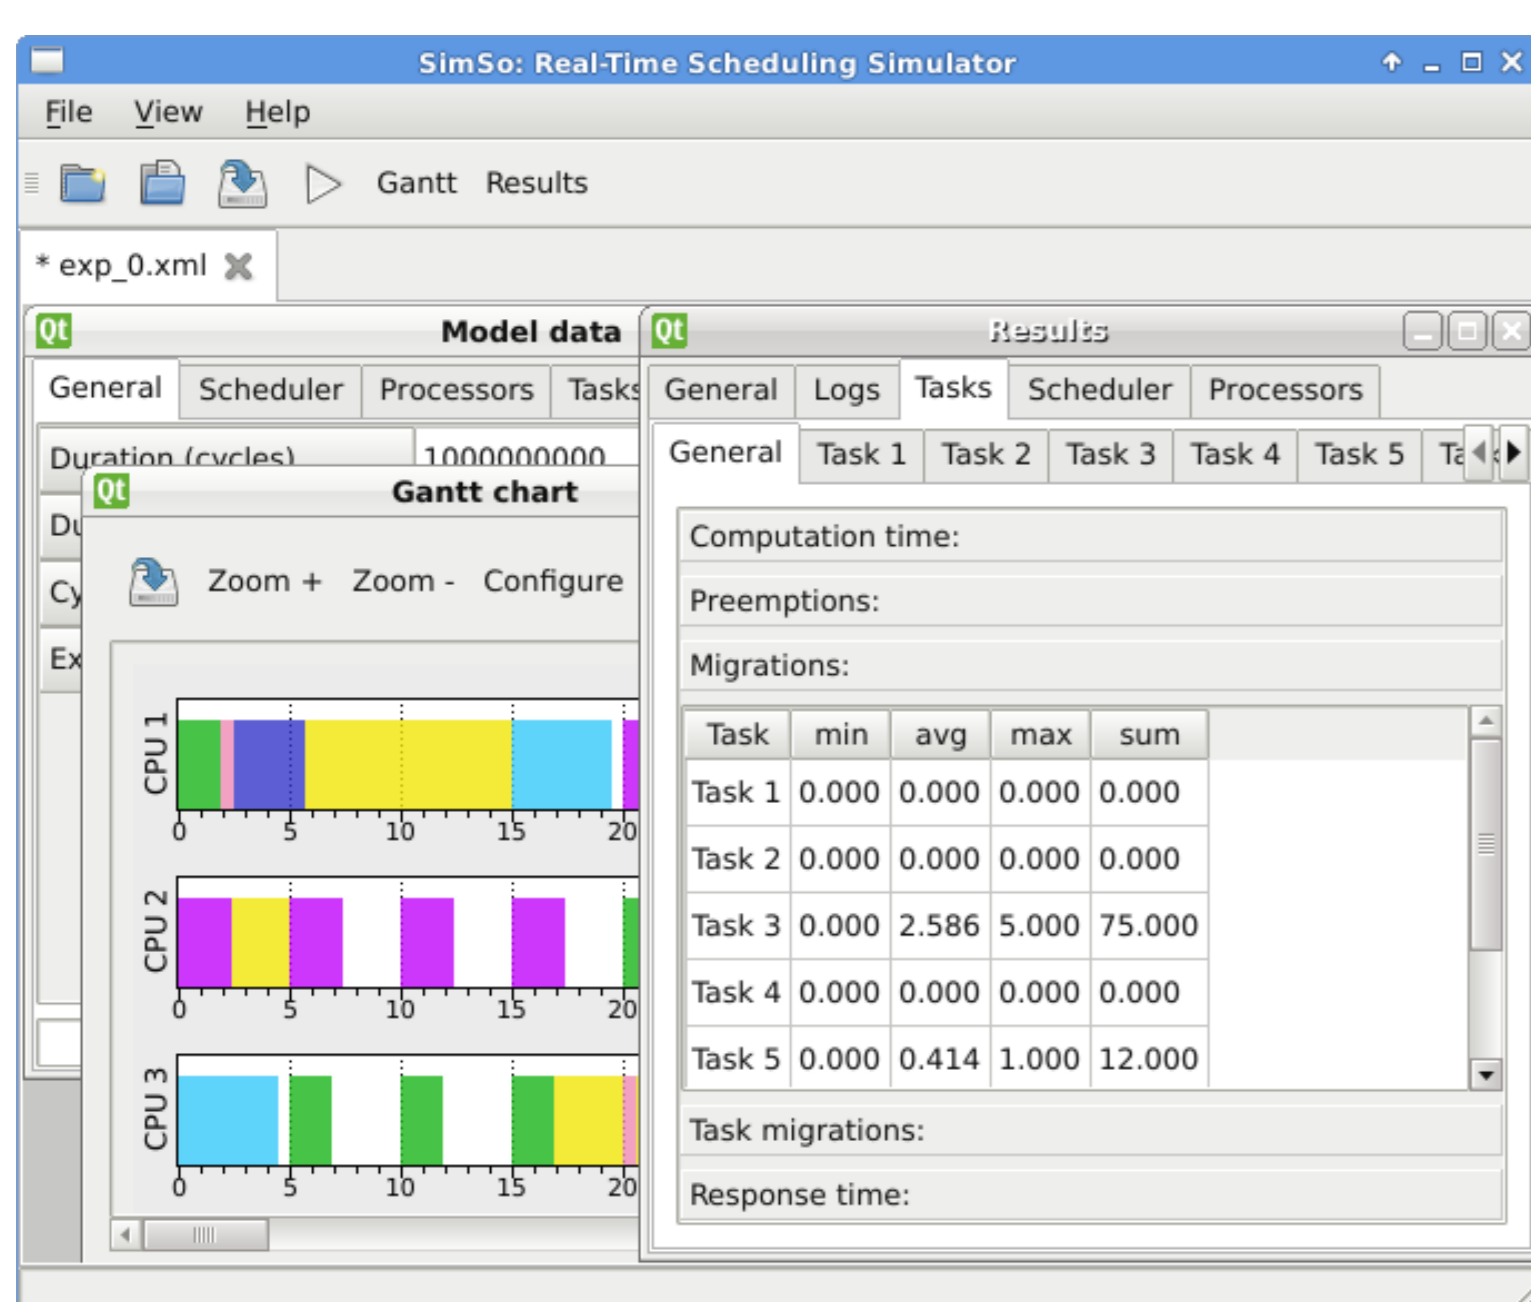 SimSo: Real-Time Scheduling Simulator
File View Help
Gantt Results
* exp_0.xml
Qt Model data
General Scheduler Processors Tasks
Duration (cycles) 1000000000
Du
Cy
Ex
Qt Gantt chart
Zoom + Zoom - Configure
CPU 1
0 5 10 15 20
CPU 2
0 5 10 15 20
CPU 3
0 5 10 15 20
Qt Results
General Logs Tasks Scheduler Processors
General Task 1 Task 2 Task 3 Task 4 Task 5
Computation time:
Preemptions:
Migrations:
Task min avg max sum
Task 1 0.000 0.000 0.000 0.000
Task 2 0.000 0.000 0.000 0.000
Task 3 0.000 2.586 5.000 75.000
Task 4 0.000 0.000 0.000 0.000
Task 5 0.000 0.414 1.000 12.000
Task migrations:
Response time: